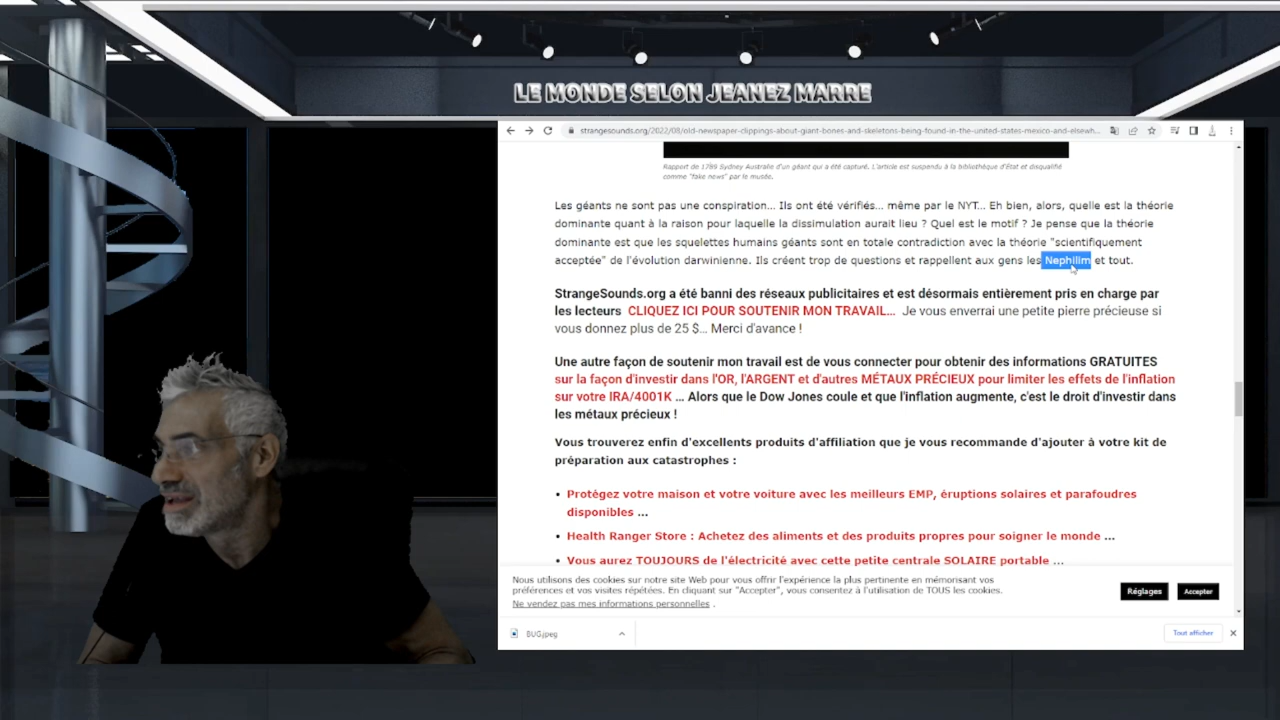 LE MONDE SELON JEANEZ MARRE
strangesounds.org/2022/08/old-newspaper-clippings-about-giant-bones-and-skeletons-being-found-in-the-united-states-mexico-and-elsewh...
Rapport de 1789 Sydney Australie d'un géant qui a été capturé. L'article est suspendu à la bibliothèque d'État et disqualifié
comme "fake news" par le musée.
Les géants ne sont pas une conspiration... Ils ont été vérifiés... même par le NYT... Eh bien, alors, quelle est la théorie
dominante quant à la raison pour laquelle la dissimulation aurait lieu ? Quel est le motif ? Je pense que la théorie
dominante est que les squelettes humains géants sont en totale contradiction avec la théorie "scientifiquement
acceptée" de l'évolution darwinienne. Ils créent trop de questions et rappellent aux gens les Nephilim et tout.
StrangeSounds.org a été banni des réseaux publicitaires et est désormais entièrement pris en charge par
les lecteurs CLIQUEZ ICI POUR SOUTENIR MON TRAVAIL... Je vous enverrai une petite pierre précieuse si
vous donnez plus de 25 $... Merci d'avance !
Une autre façon de soutenir mon travail est de vous connecter pour obtenir des informations GRATUITES
sur la façon d'investir dans l'OR, l'ARGENT et d'autres MÉTAUX PRÉCIEUX pour limiter les effets de l'inflation
sur votre IRA/4001K ... Alors que le Dow Jones coule et que l'inflation augmente, c'est le droit d'investir dans
les métaux précieux !
Vous trouverez enfin d'excellents produits d'affiliation que je vous recommande d'ajouter à votre kit de
préparation aux catastrophes :
• Protégez votre maison et votre voiture avec les meilleurs EMP, éruptions solaires et parafoudres
disponibles ...
• Health Ranger Store : Achetez des aliments et des produits propres pour soigner le monde ...
• Vous aurez TOUJOURS de l'électricité avec cette petite centrale SOLAIRE portable ...
Nous utilisons des cookies sur notre site Web pour vous offrir l'expérience la plus pertinente en mémorisant vos
préférences et vos visites répétées. En cliquant sur "Accepter", vous consentez à l'utilisation de TOUS les cookies.
Ne vendez pas mes informations personnelles .
Réglages
Accepter
BUG.jpeg
Tout afficher